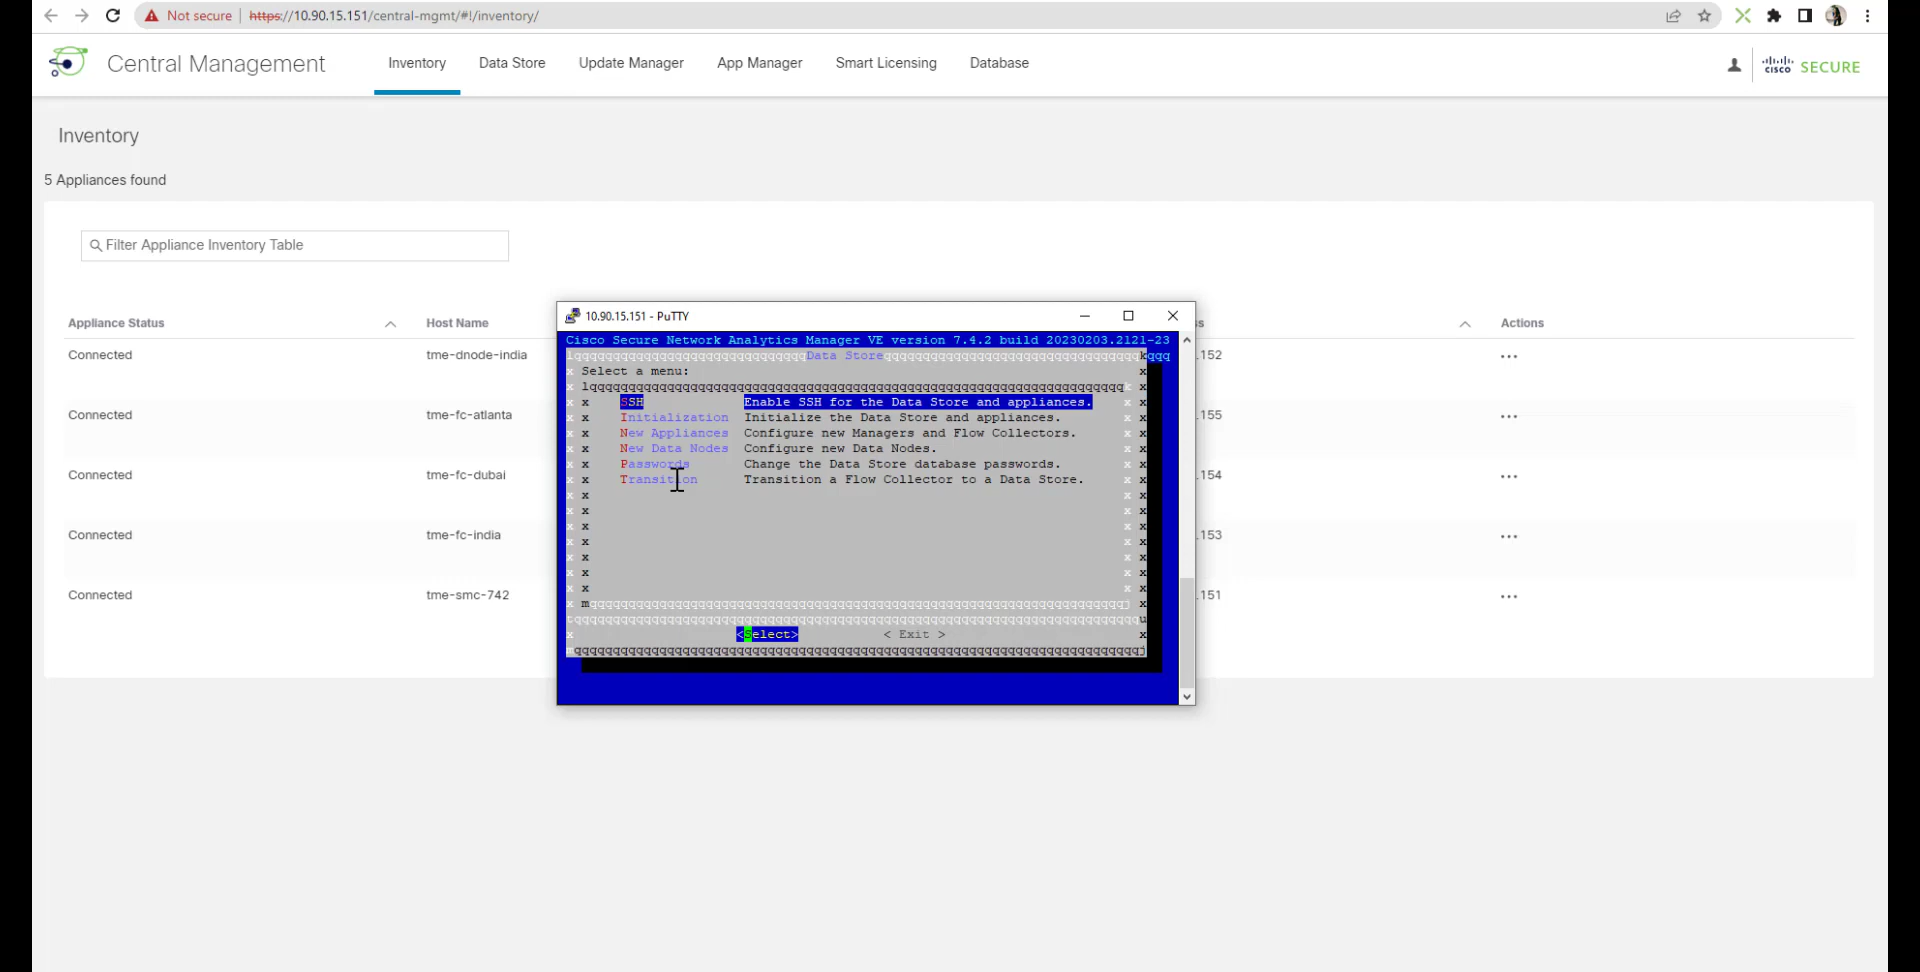 Not secure | https://10.90.15.151/central-mgmt/#!/inventory/
Central Management
Inventory
Data Store
Update Manager
App Manager
Smart Licensing
Database
CISCO SECURE
Inventory
5 Appliances found
Filter Appliance Inventory Table
Appliance Status
Host Name
s
Actions
Connected
tme-dnode-india
.152
Connected
tme-fc-atlanta
.155
Connected
tme-fc-dubai
.154
Connected
tme-fc-india
.153
Connected
tme-smc-742
.151
10.90.15.151 - PuTTY
Cisco Secure Network Analytics Manager VE version 7.4.2 build 20230203.2121-23
Data Store
Select a menu:
SSH Enable SSH for the Data Store and appliances.
Initialization Initialize the Data Store and appliances.
New Appliances Configure new Managers and Flow Collectors.
New Data Nodes Configure new Data Nodes.
Passwords Change the Data Store database passwords.
Transition Transition a Flow Collector to a Data Store.
<Select> < Exit >